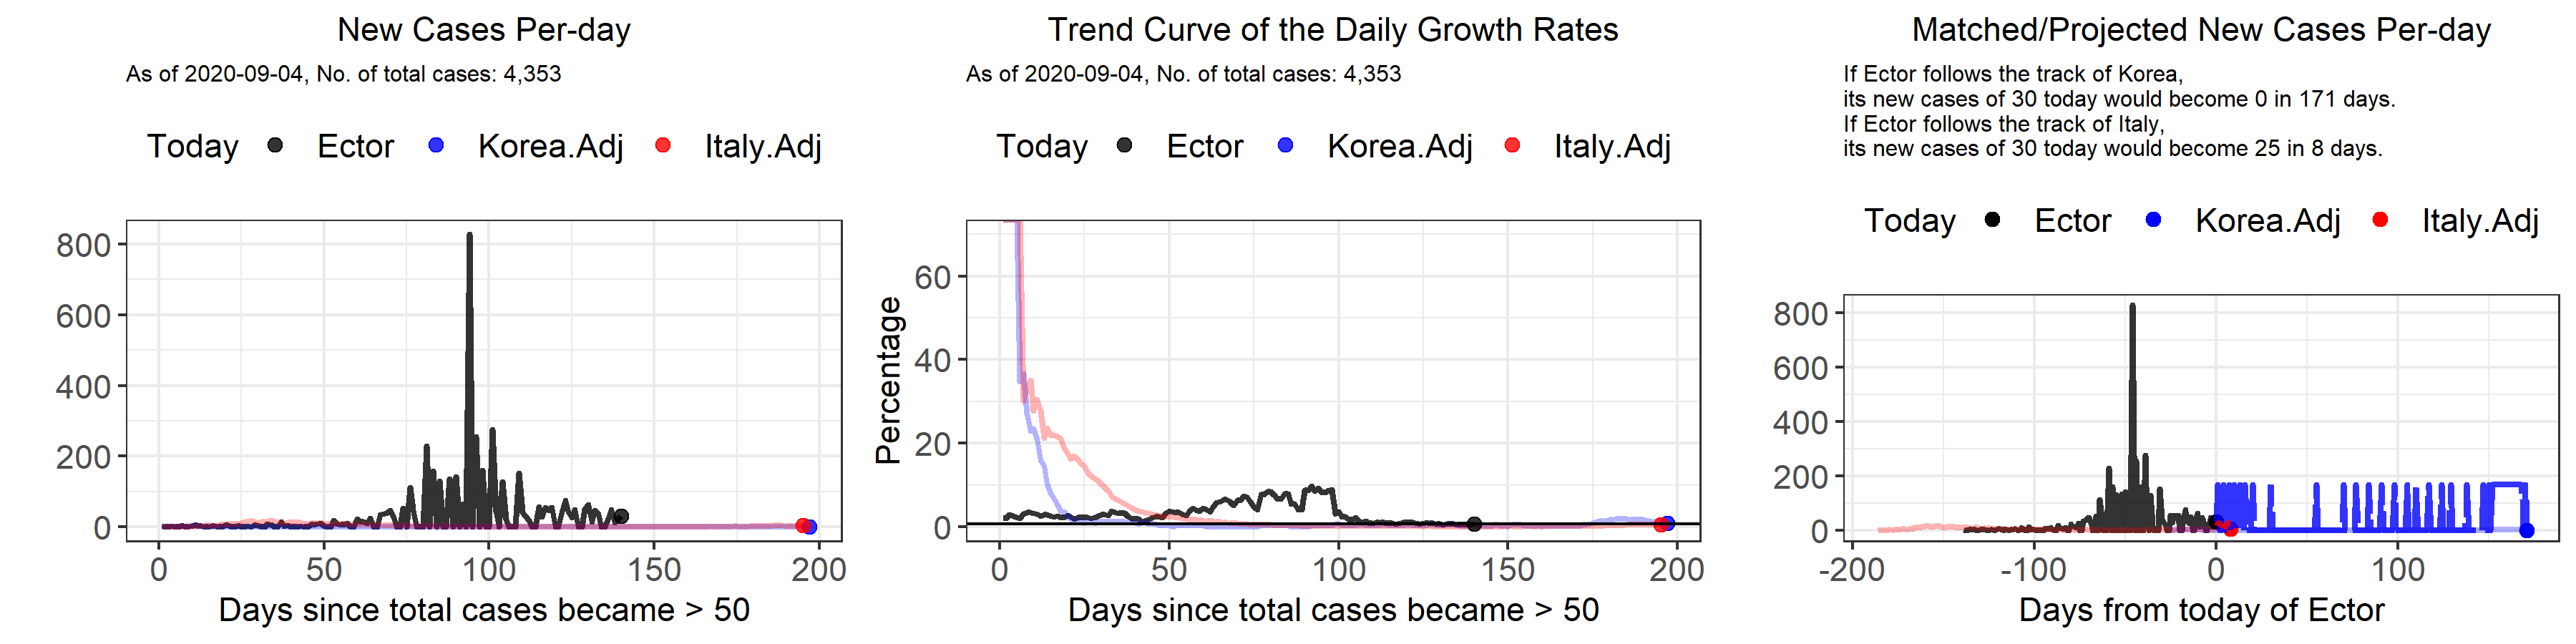 New Cases Per-day
As of 2020-09-04, No. of total cases: 4,353
Today Ector Korea.Adj Italy.Adj
800
600
400
200
0
0 50 100 150 200
Days since total cases became > 50
Trend Curve of the Daily Growth Rates
As of 2020-09-04, No. of total cases: 4,353
Today Ector Korea.Adj Italy.Adj
Percentage
60
40
20
0
0 50 100 150 200
Days since total cases became > 50
Matched/Projected New Cases Per-day
If Ector follows the track of Korea,
its new cases of 30 today would become 0 in 171 days.
If Ector follows the track of Italy,
its new cases of 30 today would become 25 in 8 days.
Today Ector Korea.Adj Italy.Adj
800
600
400
200
0
-200 -100 0 100
Days from today of Ector